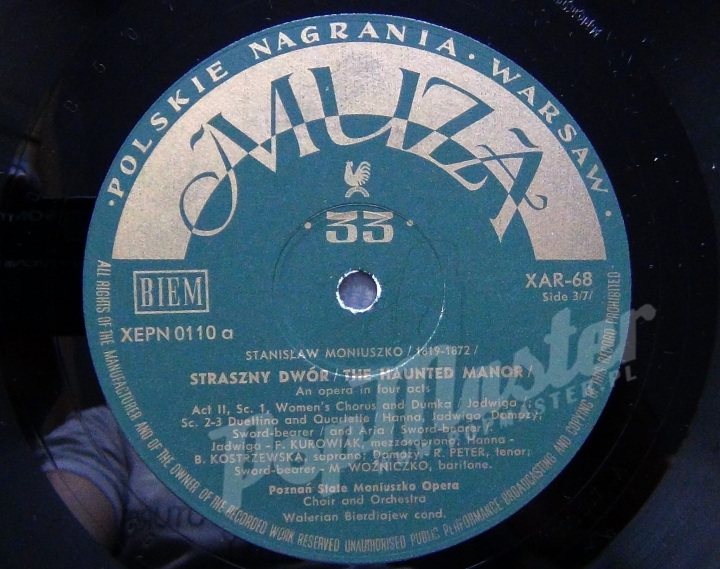 ·POLSKIE NAGRANIA·WARSAW·
MUZA
33
BIEM
XAR-68
Side 3/7/
XEPN 0110 a
STANISŁAW MONIUSZKO /1819-1872/
STRASZNY DWÓR /THE HAUNTED MANOR/
An opera in four acts
Act II, Sc. 1, Women's Chorus and Dumka / Jadwiga /;
Sc. 2-3 Duettino and Quartette / Hanna, Jadwiga, Damazy;
Sword-bearer / and Aria / Sword-bearer /
Jadwiga - F. KUROWIAK, mezzosoprano; Hanna -
B. KOSTRZEWSKA, soprano; Damazy, R. PETER, tenor;
Sword-bearer - M. WOŹNICZKO, baritone.
Poznań State Moniuszko Opera
Choir and Orchestra
Walerian Bierdiajew cond.
ALL RIGHTS OF THE MANUFACTURER AND OF THE OWNER OF THE RECORDED WORK RESERVED UNAUTHORISED PUBLIC PERFORMANCE BROADCASTING AND COPYING OF THIS RECORD PROHIBITED